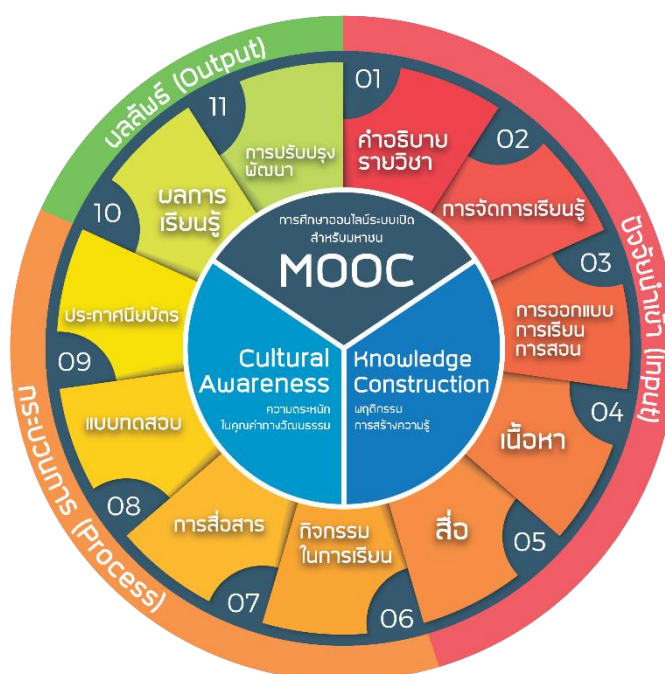 ผลลัพธ์ (Output)
ปัจจัยนำเข้า (Input)
กระบวนการ (Process)
01
คำอธิบาย
รายวิชา
02
การจัดการเรียนรู้
03
การออกแบบ
การเรียน
การสอน
04
เนื้อหา
05
สื่อ
06
กิจกรรม
ในการเรียน
07
การสื่อสาร
08
แบบทดสอบ
09
ประกาศนียบัตร
10
ผลการ
เรียนรู้
11
การปรับปรุง
พัฒนา
การศึกษาออนไลน์ระบบเปิด
สำหรับมหาชน
MOOC
Cultural
Awareness
ความตระหนัก
ในคุณค่าทางวัฒนธรรม
Knowledge
Construction
พฤติกรรม
การสร้างความรู้